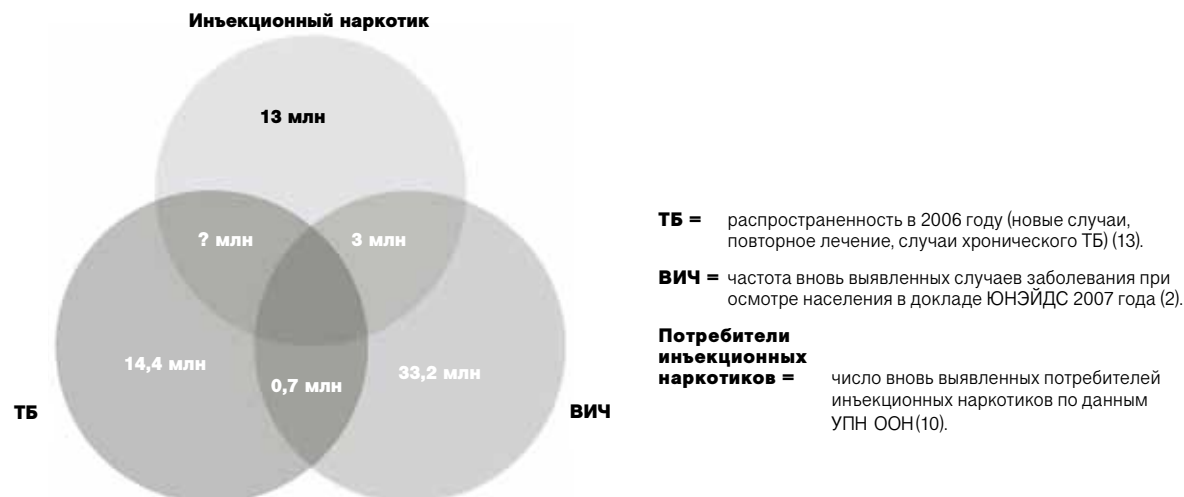 Инъекционный наркотик
13 млн
? млн
3 млн
14,4 млн
0,7 млн
33,2 млн
ТБ
ВИЧ
ТБ = распространенность в 2006 году (новые случаи,
повторное лечение, случаи хронического ТБ) (13).
ВИЧ = частота вновь выявленных случаев заболевания при
осмотре населения в докладе ЮНЭЙДС 2007 года (2).
Потребители
инъекционных
наркотиков = число вновь выявленных потребителей
инъекционных наркотиков по данным
УПН ООН(10).